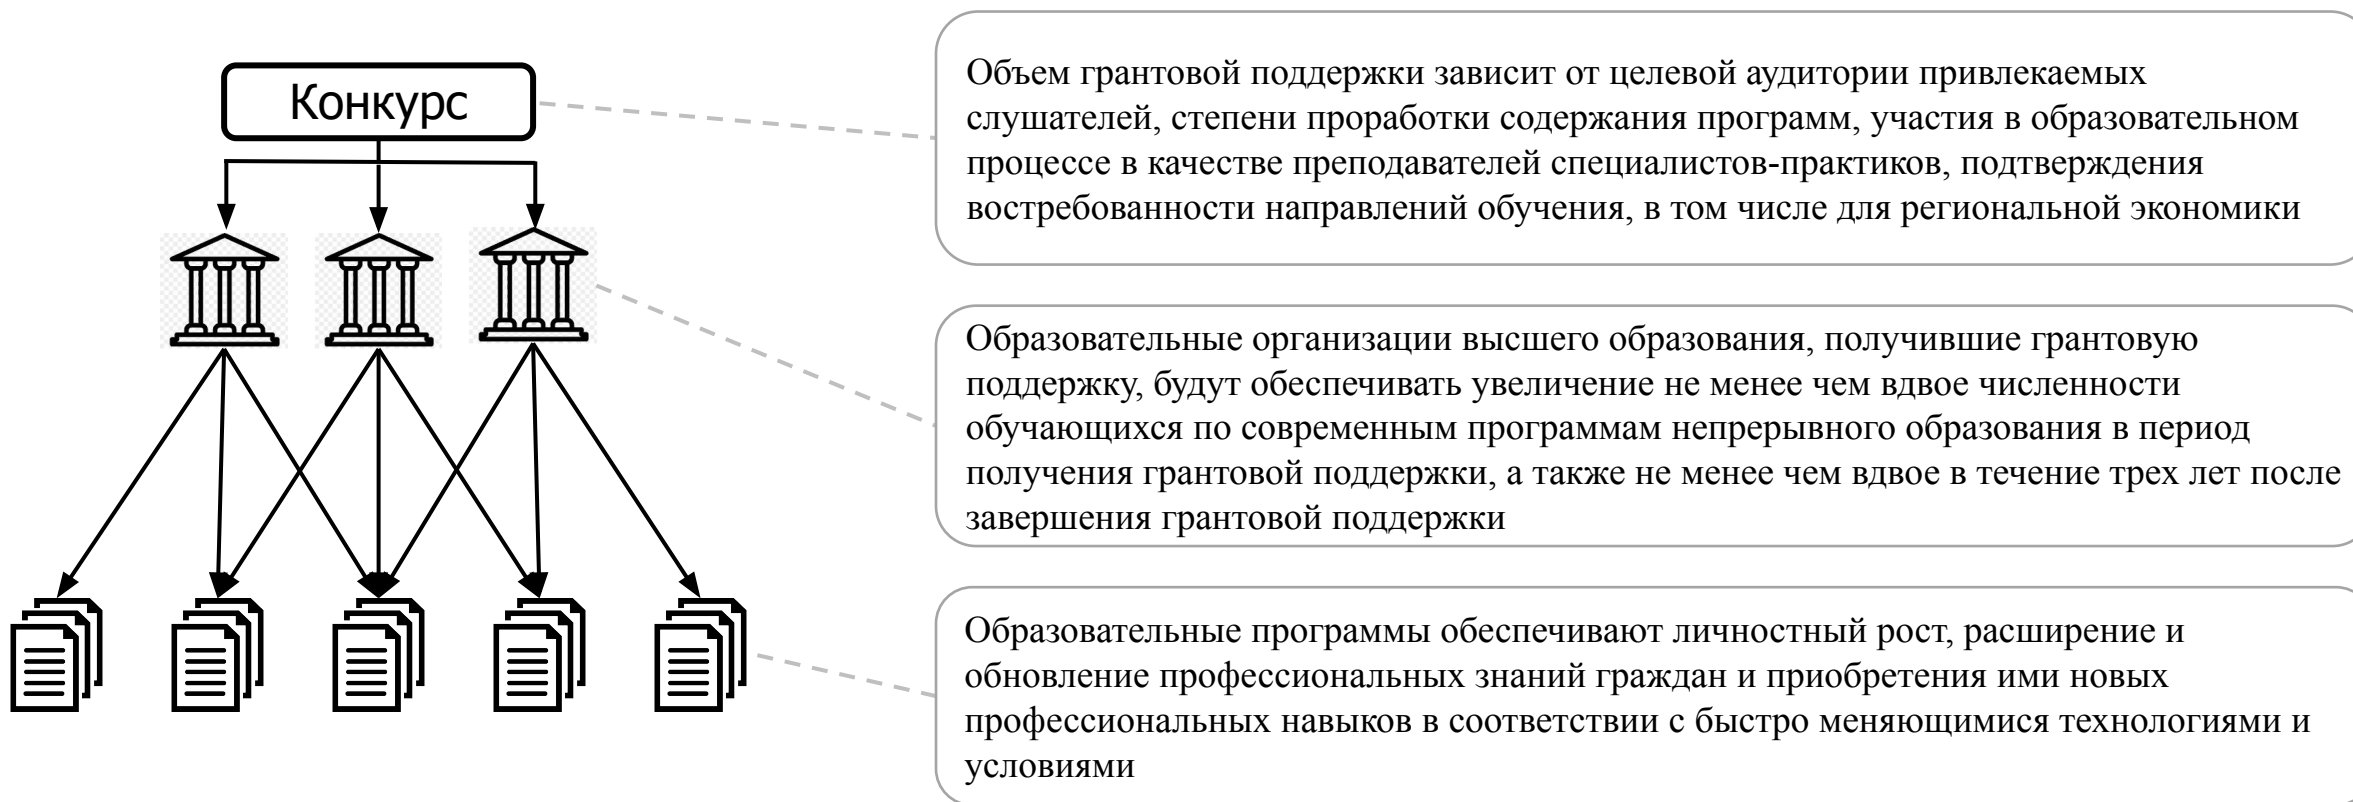 Конкурс
Объем грантовой поддержки зависит от целевой аудитории привлекаемых
слушателей, степени проработки содержания программ, участия в образовательном
процессе в качестве преподавателей специалистов-практиков, подтверждения
востребованности направлений обучения, в том числе для региональной экономики
Образовательные организации высшего образования, получившие грантовую
поддержку, будут обеспечивать увеличение не менее чем вдвое численности
обучающихся по современным программам непрерывного образования в период
получения грантовой поддержки, а также не менее чем вдвое в течение трех лет после
завершения грантовой поддержки
Образовательные программы обеспечивают личностный рост, расширение и
обновление профессиональных знаний граждан и приобретения ими новых
профессиональных навыков в соответствии с быстро меняющимися технологиями и
условиями